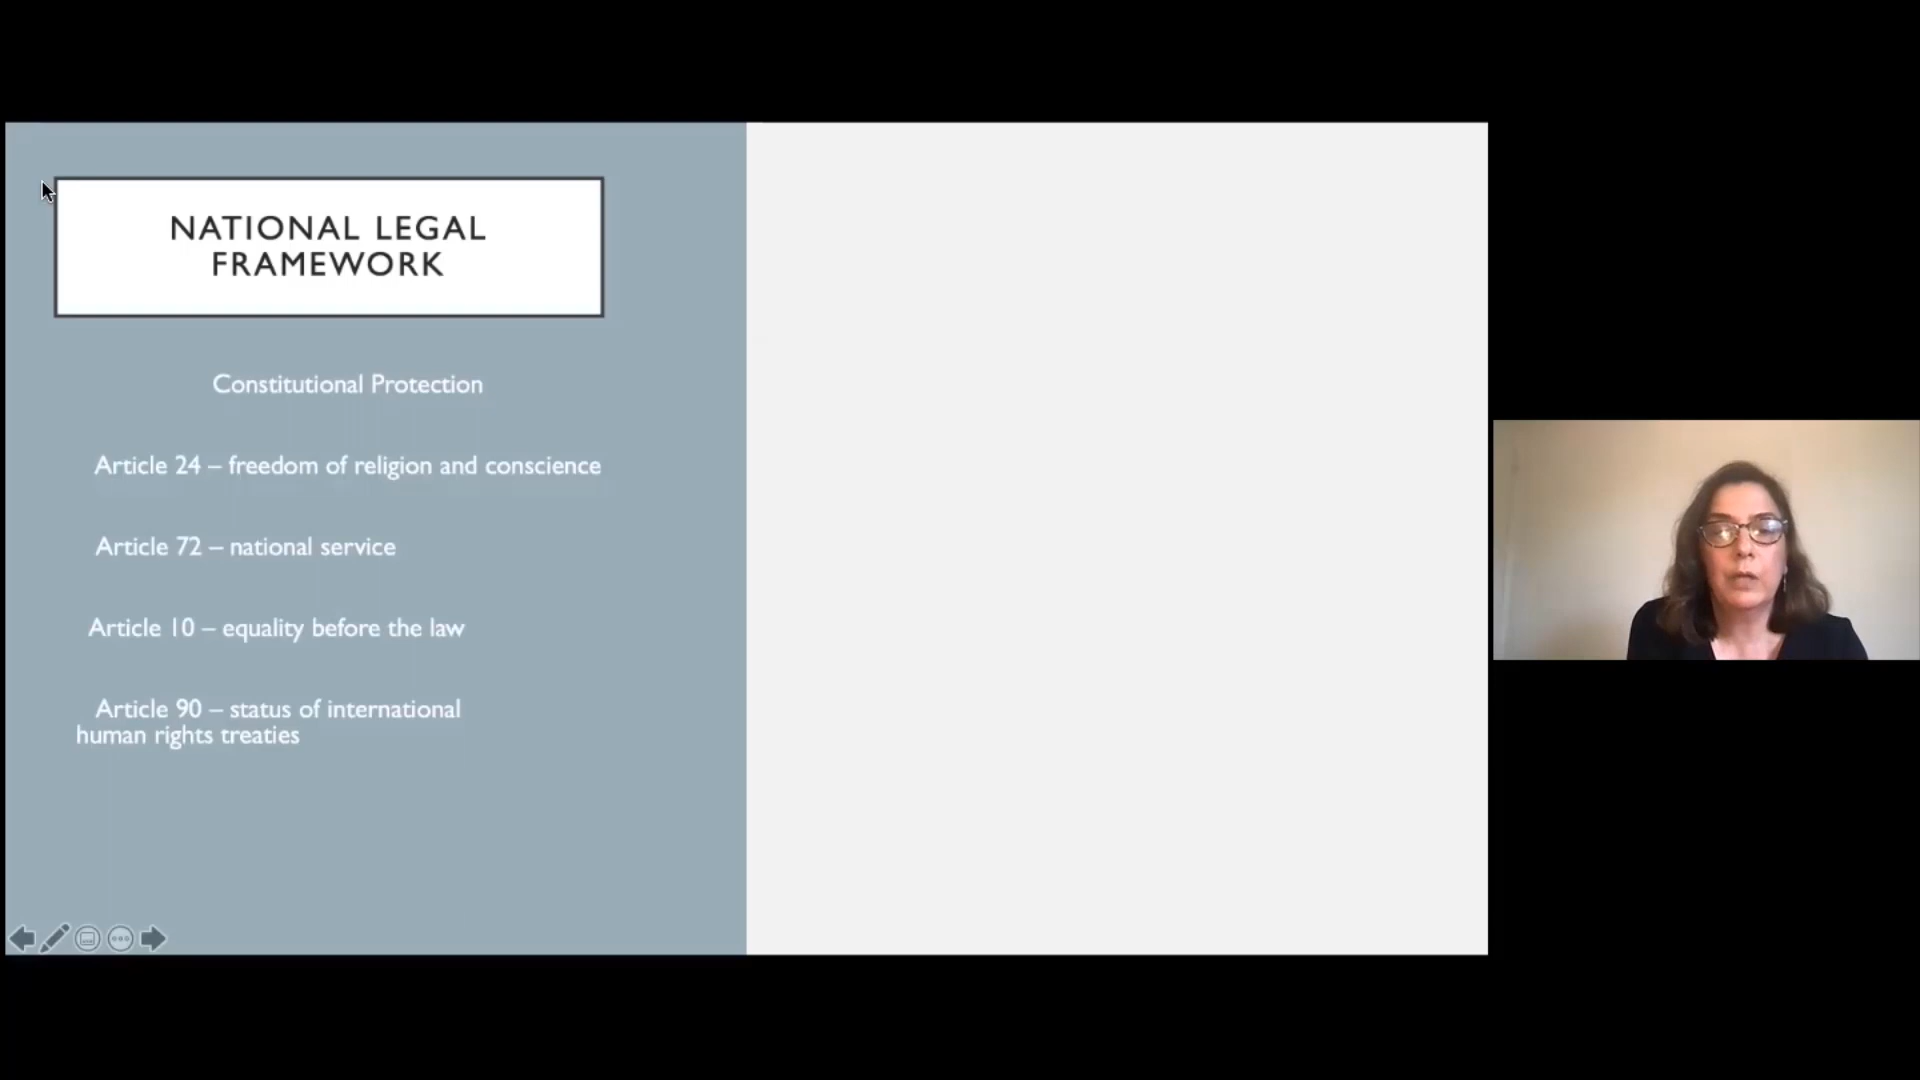 NATIONAL LEGAL
FRAMEWORK
Constitutional Protection
Article 24 – freedom of religion and conscience
Article 72 – national service
Article 10 – equality before the law
Article 90 – status of international
human rights treaties